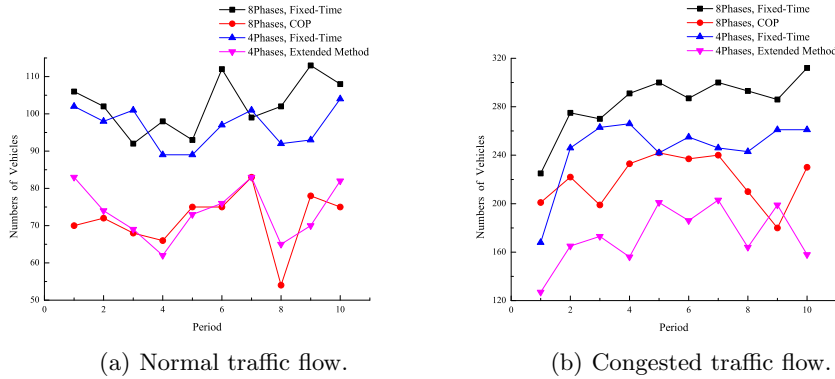 8Phases, Fixed-Time
8Phases, COP
4Phases, Fixed-Time
4Phases, Extended Method
110
100
90
80
70
60
50
0
2
4
6
8
10
Numbers of Vehicles
Period
(a) Normal traffic flow.
8Phases, Fixed-Time
8Phases, COP
4Phases, Fixed-Time
4Phases, Extended Method
320
280
240
200
160
120
0
2
4
6
8
10
Numbers of Vehicles
Period
(b) Congested traffic flow.